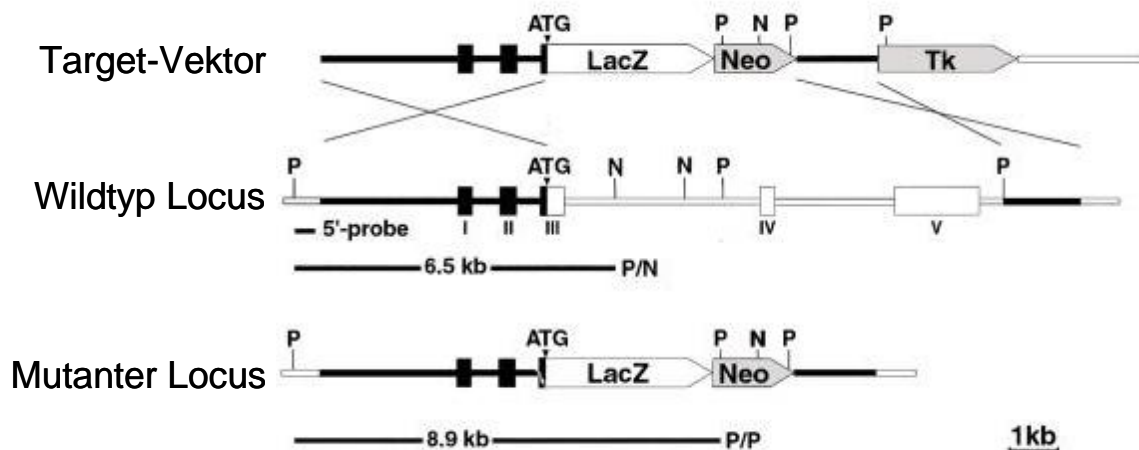 ATG
P N P P
Target-Vektor LacZ Neo Tk
ATG
P N N P P
Wildtyp Locus
5'-probe I II III IV V
6.5 kb P/N
ATG
P P N P
Mutanter Locus LacZ Neo
8.9 kb P/P
1kb